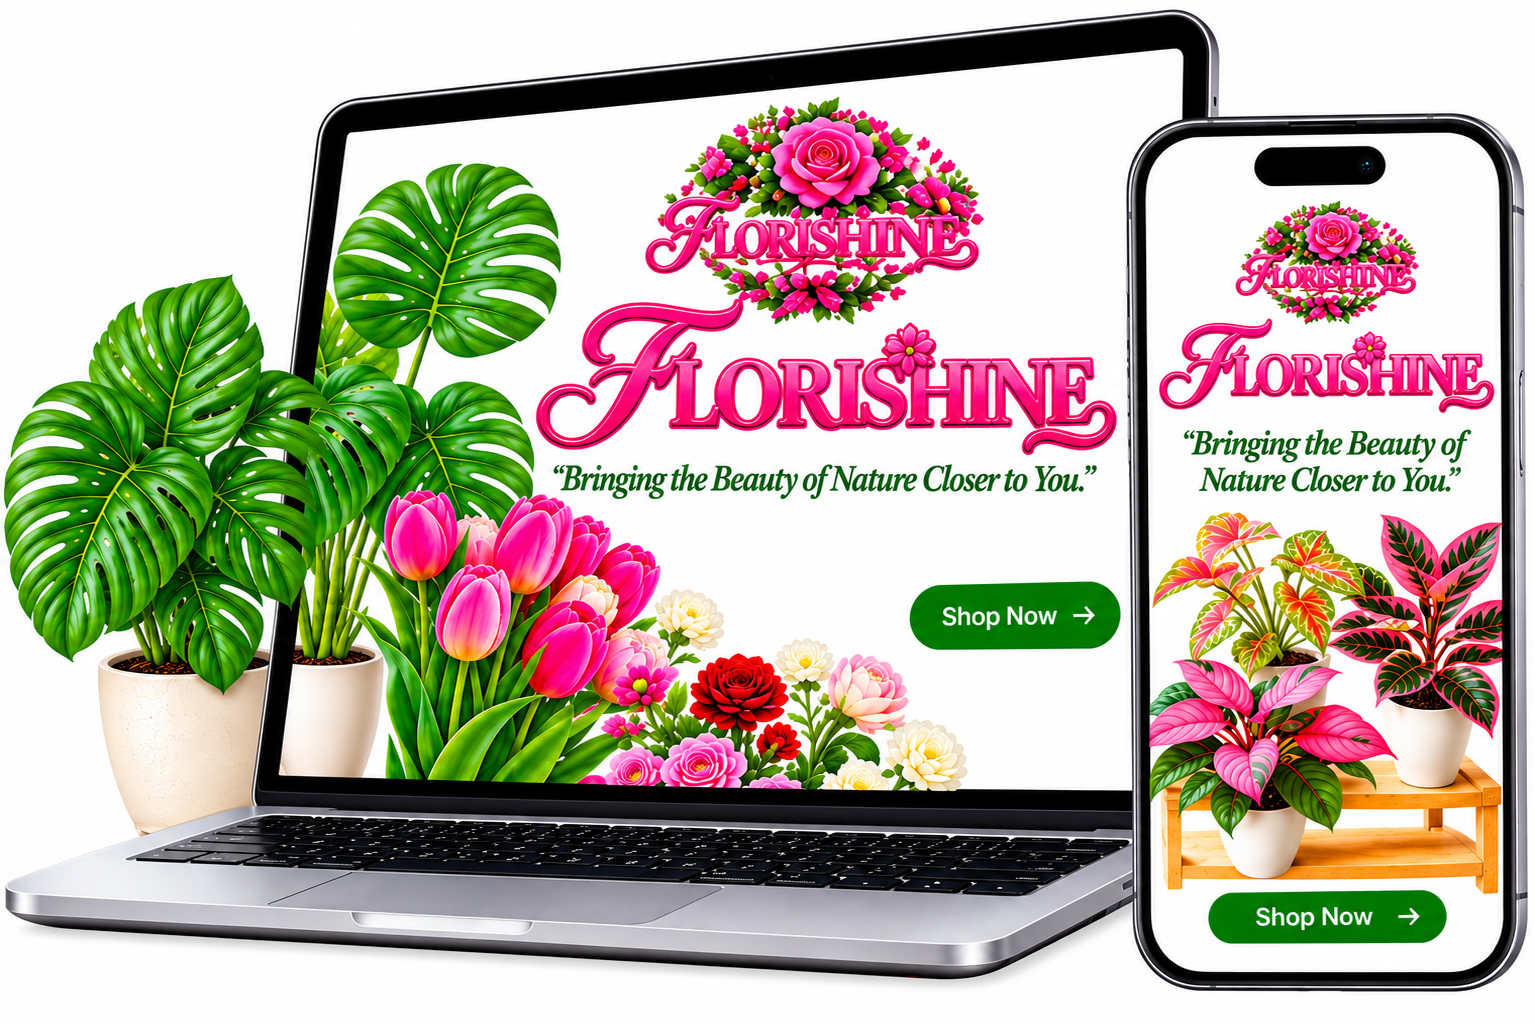 FLORISHINE
FLORISHINE
“Bringing the Beauty of Nature Closer to You.”
Shop Now →
FLORISHINE
FLORISHINE
“Bringing the Beauty of
Nature Closer to You.”
Shop Now →